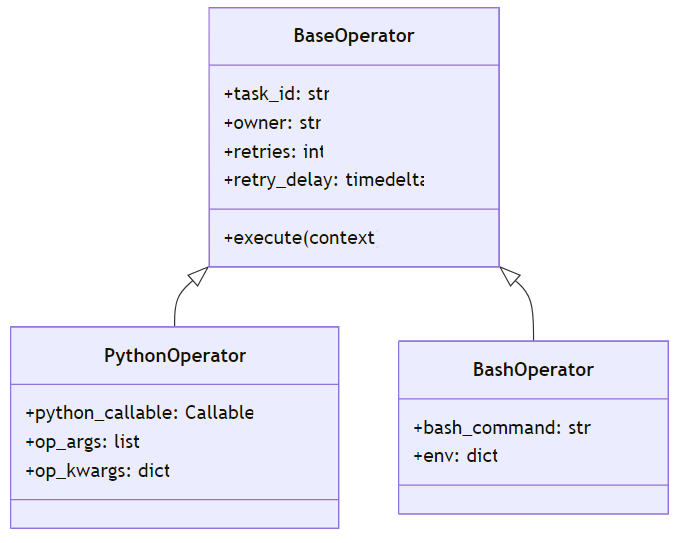 BaseOperator
+task_id: str
+owner: str
+retries: int
+retry_delay: timedelta
+execute(context
PythonOperator
+python_callable: Callable
+op_args: list
+op_kwargs: dict
BashOperator
+bash_command: str
+env: dict